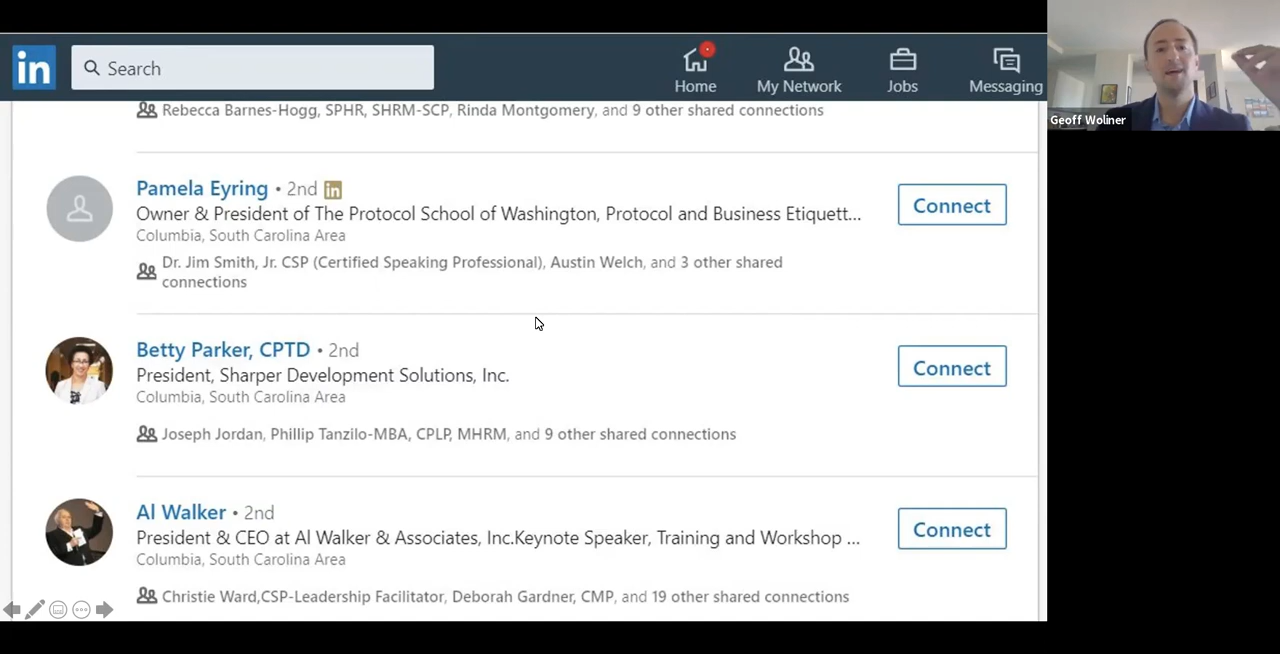 in
Search
Home
My Network
Jobs
Messaging
Geoff Woliner
Rebecca Barnes-Hogg, SPHR, SHRM-SCP, Rinda Montgomery, and 9 other shared connections
Pamela Eyring • 2nd in
Owner & President of The Protocol School of Washington, Protocol and Business Etiquett...
Columbia, South Carolina Area
Dr. Jim Smith, Jr. CSP (Certified Speaking Professional), Austin Welch, and 3 other shared
connections
Connect
Betty Parker, CPTD • 2nd
President, Sharper Development Solutions, Inc.
Columbia, South Carolina Area
Joseph Jordan, Phillip Tanzilo-MBA, CPLP, MHRM, and 9 other shared connections
Connect
Al Walker • 2nd
President & CEO at Al Walker & Associates, Inc.Keynote Speaker, Training and Workshop ...
Columbia, South Carolina Area
Christie Ward,CSP-Leadership Facilitator, Deborah Gardner, CMP, and 19 other shared connections
Connect